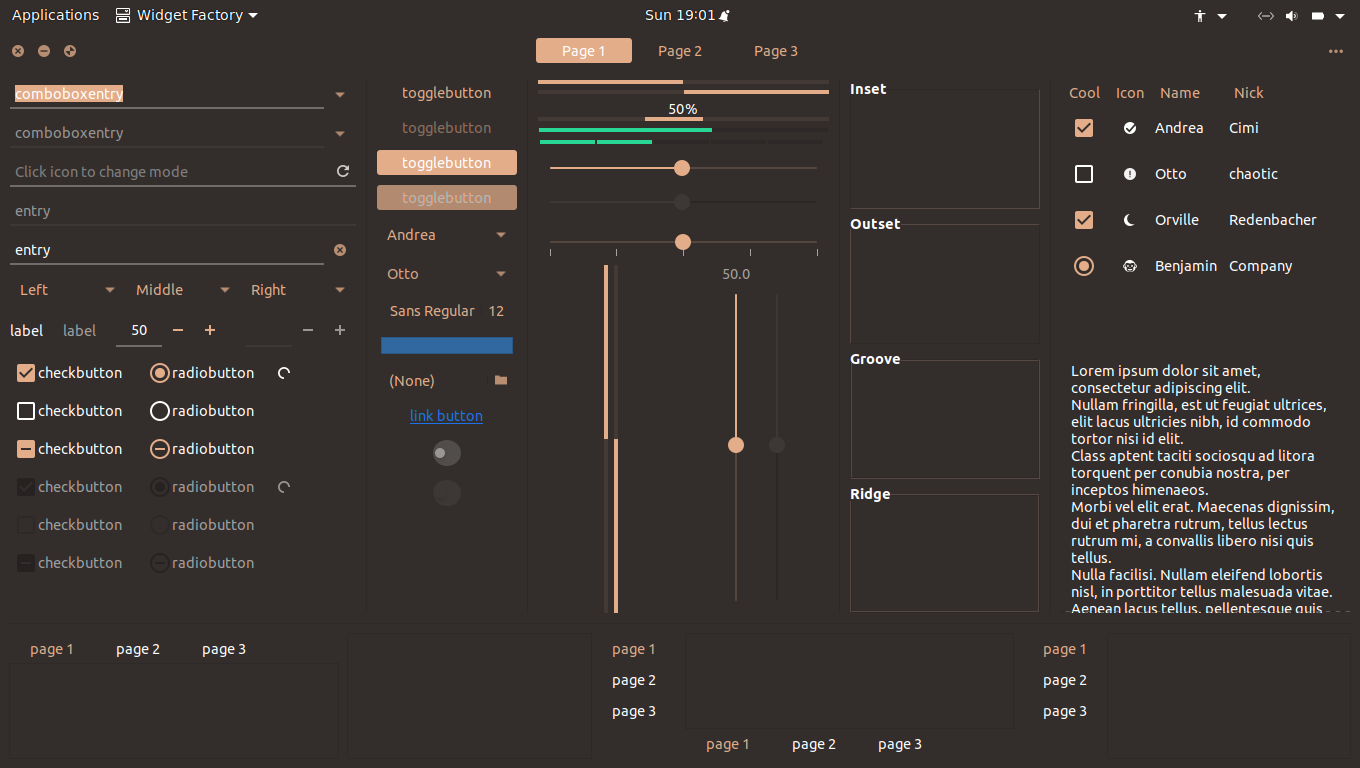 Applications Widget Factory Sun 19:01
Page 1 Page 2 Page 3
comboboxentry
comboboxentry
Click icon to change mode
entry
entry
Left Middle Right
label label 50
checkbutton radiobutton
checkbutton radiobutton
checkbutton radiobutton
checkbutton radiobutton
checkbutton radiobutton
checkbutton radiobutton
togglebutton
togglebutton
togglebutton
togglebutton
Andrea
Otto
Sans Regular 12
(None)
link button
50%
50.0
Inset
Outset
Groove
Ridge
Cool Icon Name Nick
Andrea Cimi
Otto chaotic
Orville Redenbacher
Benjamin Company
Lorem ipsum dolor sit amet,
consectetur adipiscing elit.
Nullam fringilla, est ut feugiat ultrices,
elit lacus ultricies nibh, id commodo
tortor nisi id elit.
Class aptent taciti sociosqu ad litora
torquent per conubia nostra, per
inceptos himenaeos.
Morbi vel elit erat. Maecenas dignissim,
dui et pharetra rutrum, tellus lectus
rutrum mi, a convallis libero nisi quis
tellus.
Nulla facilisi. Nullam eleifend lobortis
nisl, in porttitor tellus malesuada vitae.
Aenean lacus tellus, pellentesque quis
page 1 page 2 page 3
page 1
page 2
page 3
page 1 page 2 page 3
page 1
page 2
page 3